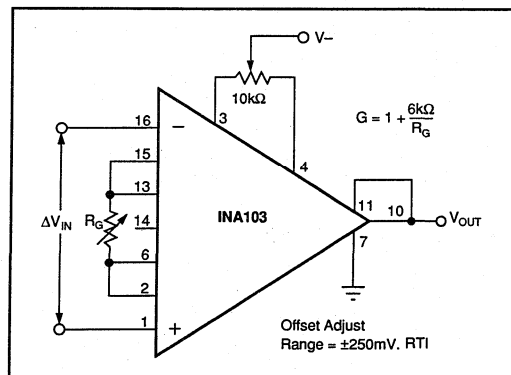 V–
10kΩ
G = 1 + 6kΩ
R_G
3
16
–
4
15
13
R_G
14
INA103
ΔV_IN
11
10
V_OUT
6
7
2
1
+
Offset Adjust
Range = ±250mV. RTI